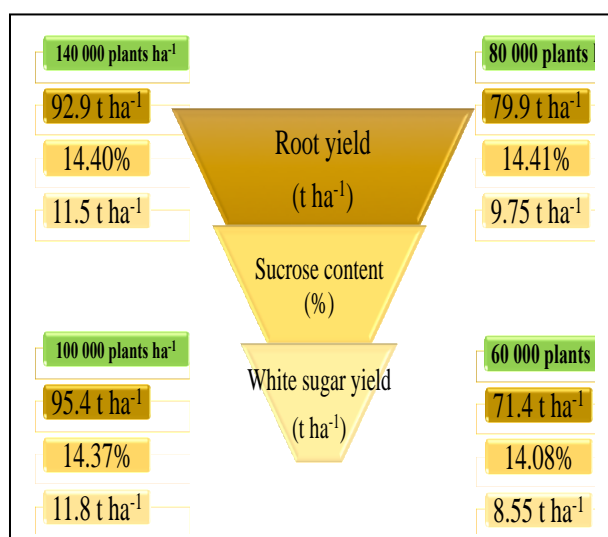 140 000 plants ha⁻¹
92.9 t ha⁻¹
14.40%
11.5 t ha⁻¹
80 000 plants
79.9 t ha⁻¹
14.41%
9.75 t ha⁻¹
Root yield
(t ha⁻¹)
Sucrose content
(%)
White sugar yield
(t ha⁻¹)
100 000 plants ha⁻¹
95.4 t ha⁻¹
14.37%
11.8 t ha⁻¹
60 000 plants
71.4 t ha⁻¹
14.08%
8.55 t ha⁻¹